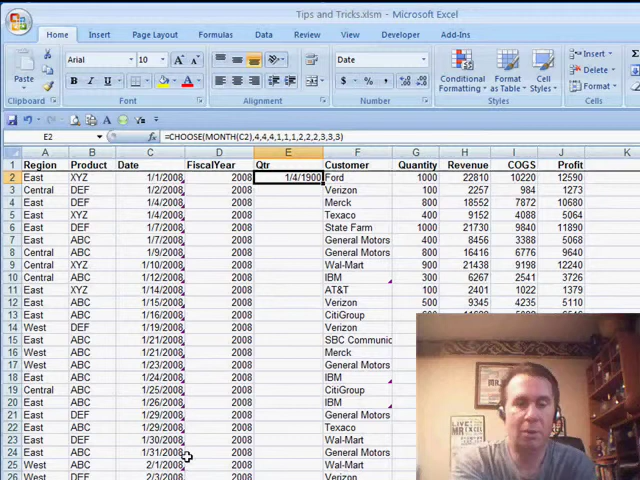 Tips and Tricks.xlsm - Microsoft Excel
Home Insert Page Layout Formulas Data Review View Developer Add-Ins
Paste
Arial 10
Conditional Formatting
Format as Table
Cell Styles
Insert
Delete
Format
Clipboard Font Alignment Number Styles Cells
E2 fx =CHOOSE(MONTH(C2),4,4,4,1,1,1,2,2,2,3,3,3)
A B C D E F G H I J
1 Region Product Date FiscalYear Qtr Customer Quantity Revenue COGS Profit
2 East XYZ 1/1/2008 2008 1/4/1900 Ford 1000 22810 10220 12590
3 Central DEF 1/2/2008 2008 Verizon 100 2257 984 1273
4 East DEF 1/4/2008 2008 Merck 800 18552 7872 10680
5 East XYZ 1/4/2008 2008 Texaco 400 9152 4088 5064
6 East DEF 1/7/2008 2008 State Farm 1000 21730 9840 11890
7 East ABC 1/7/2008 2008 General Motors 400 8456 3388 5068
8 Central ABC 1/9/2008 2008 General Motors 800 16416 6776 9640
9 Central XYZ 1/10/2008 2008 Wal-Mart 900 21438 9198 12240
10 Central ABC 1/12/2008 2008 IBM 300 6267 2541 3726
11 East XYZ 1/14/2008 2008 AT&T 100 2401 1022 1379
12 East ABC 1/15/2008 2008 Verizon 500 9345 4235 5110
13 East ABC 1/16/2008 2008 CitiGroup
14 West DEF 1/19/2008 2008 Verizon
15 East ABC 1/21/2008 2008 SBC Communic
16 West ABC 1/21/2008 2008 Merck
17 West DEF 1/23/2008 2008 General Motors
18 East ABC 1/24/2008 2008 IBM
19 Central ABC 1/25/2008 2008 CitiGroup
20 East ABC 1/26/2008 2008 IBM
21 East DEF 1/29/2008 2008 General Motors
22 East ABC 1/29/2008 2008 Texaco
23 East DEF 1/30/2008 2008 Wal-Mart
24 East ABC 1/31/2008 2008 General Motors
25 West ABC 2/1/2008 2008 Wal-Mart
26 West DEF 2/3/2008 2008 Verizon